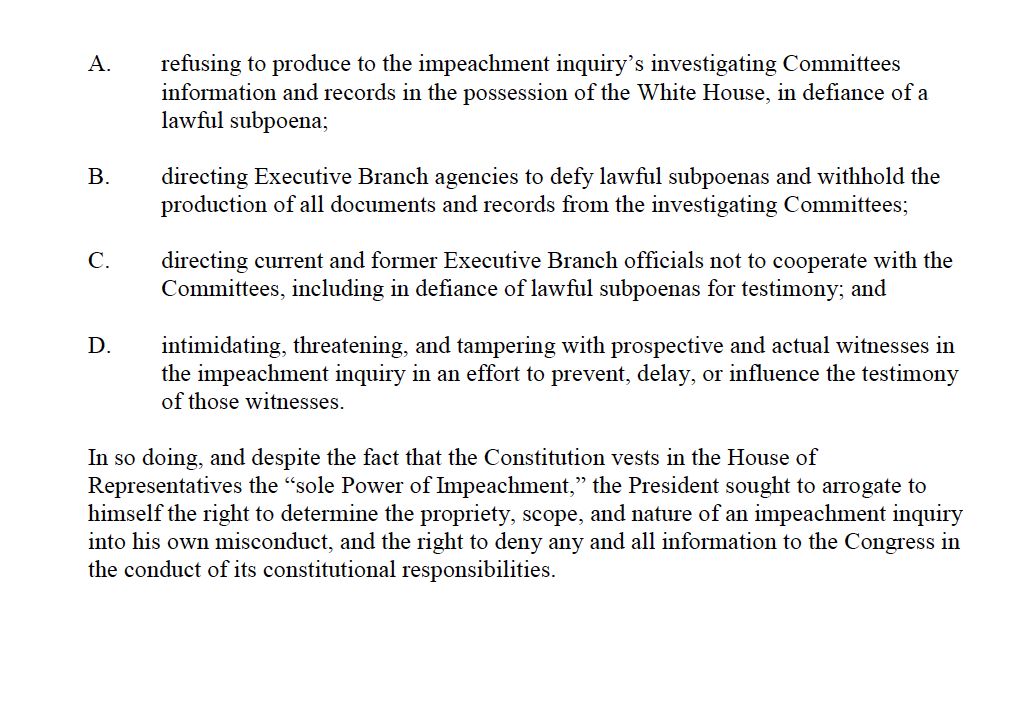 A. refusing to produce to the impeachment inquiry’s investigating Committees
information and records in the possession of the White House, in defiance of a
lawful subpoena;
B. directing Executive Branch agencies to defy lawful subpoenas and withhold the
production of all documents and records from the investigating Committees;
C. directing current and former Executive Branch officials not to cooperate with the
Committees, including in defiance of lawful subpoenas for testimony; and
D. intimidating, threatening, and tampering with prospective and actual witnesses in
the impeachment inquiry in an effort to prevent, delay, or influence the testimony
of those witnesses.
In so doing, and despite the fact that the Constitution vests in the House of
Representatives the “sole Power of Impeachment,” the President sought to arrogate to
himself the right to determine the propriety, scope, and nature of an impeachment inquiry
into his own misconduct, and the right to deny any and all information to the Congress in
the conduct of its constitutional responsibilities.